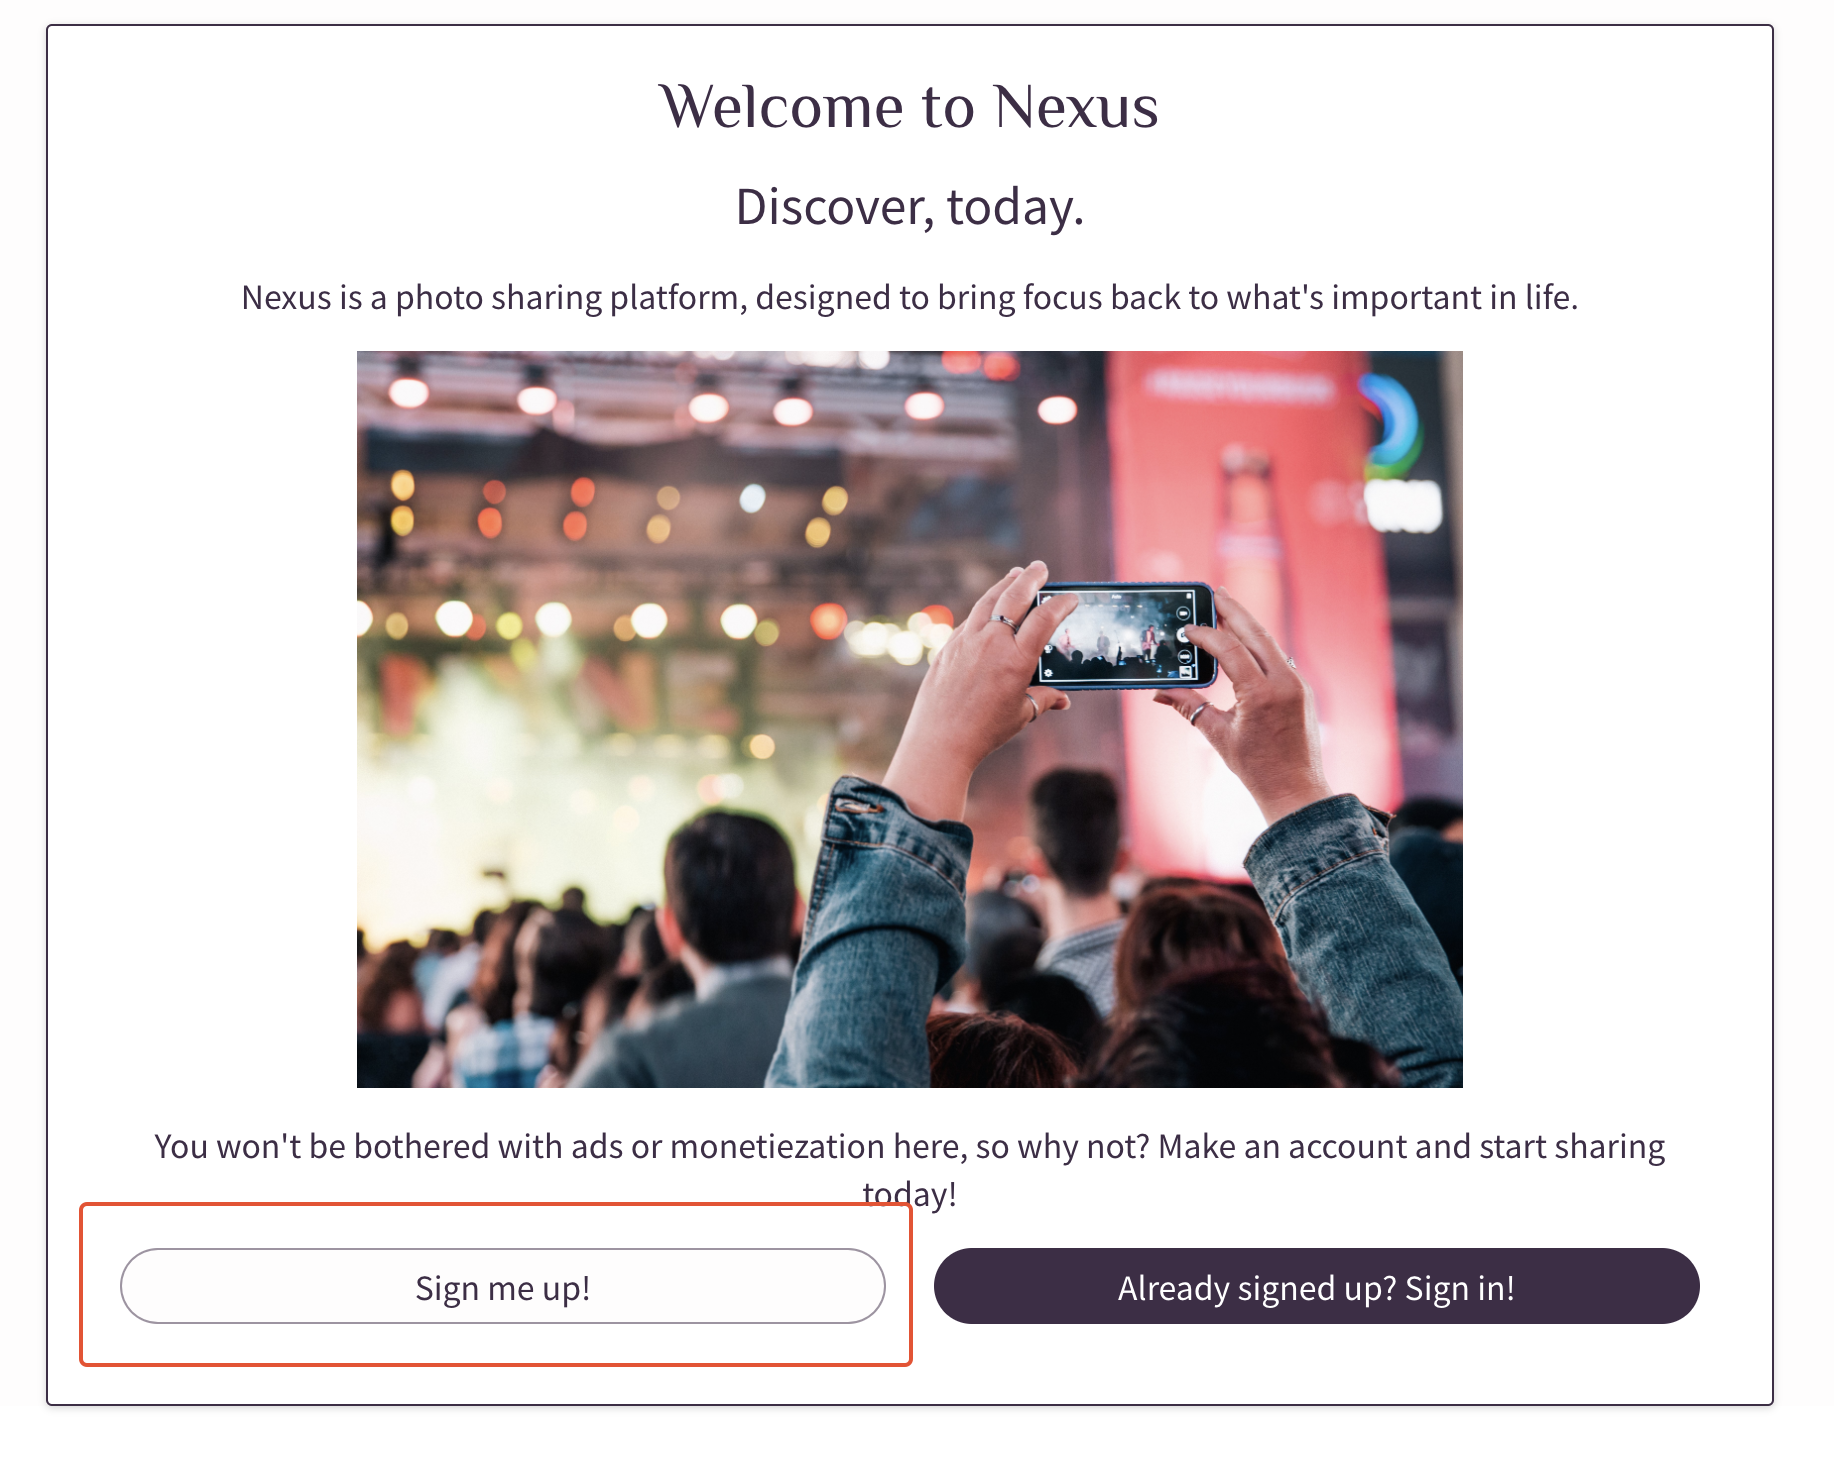 Welcome to Nexus
Discover, today.
Nexus is a photo sharing platform, designed to bring focus back to what's important in life.
You won't be bothered with ads or monetiezation here, so why not? Make an account and start sharing
today!
Sign me up!
Already signed up? Sign in!